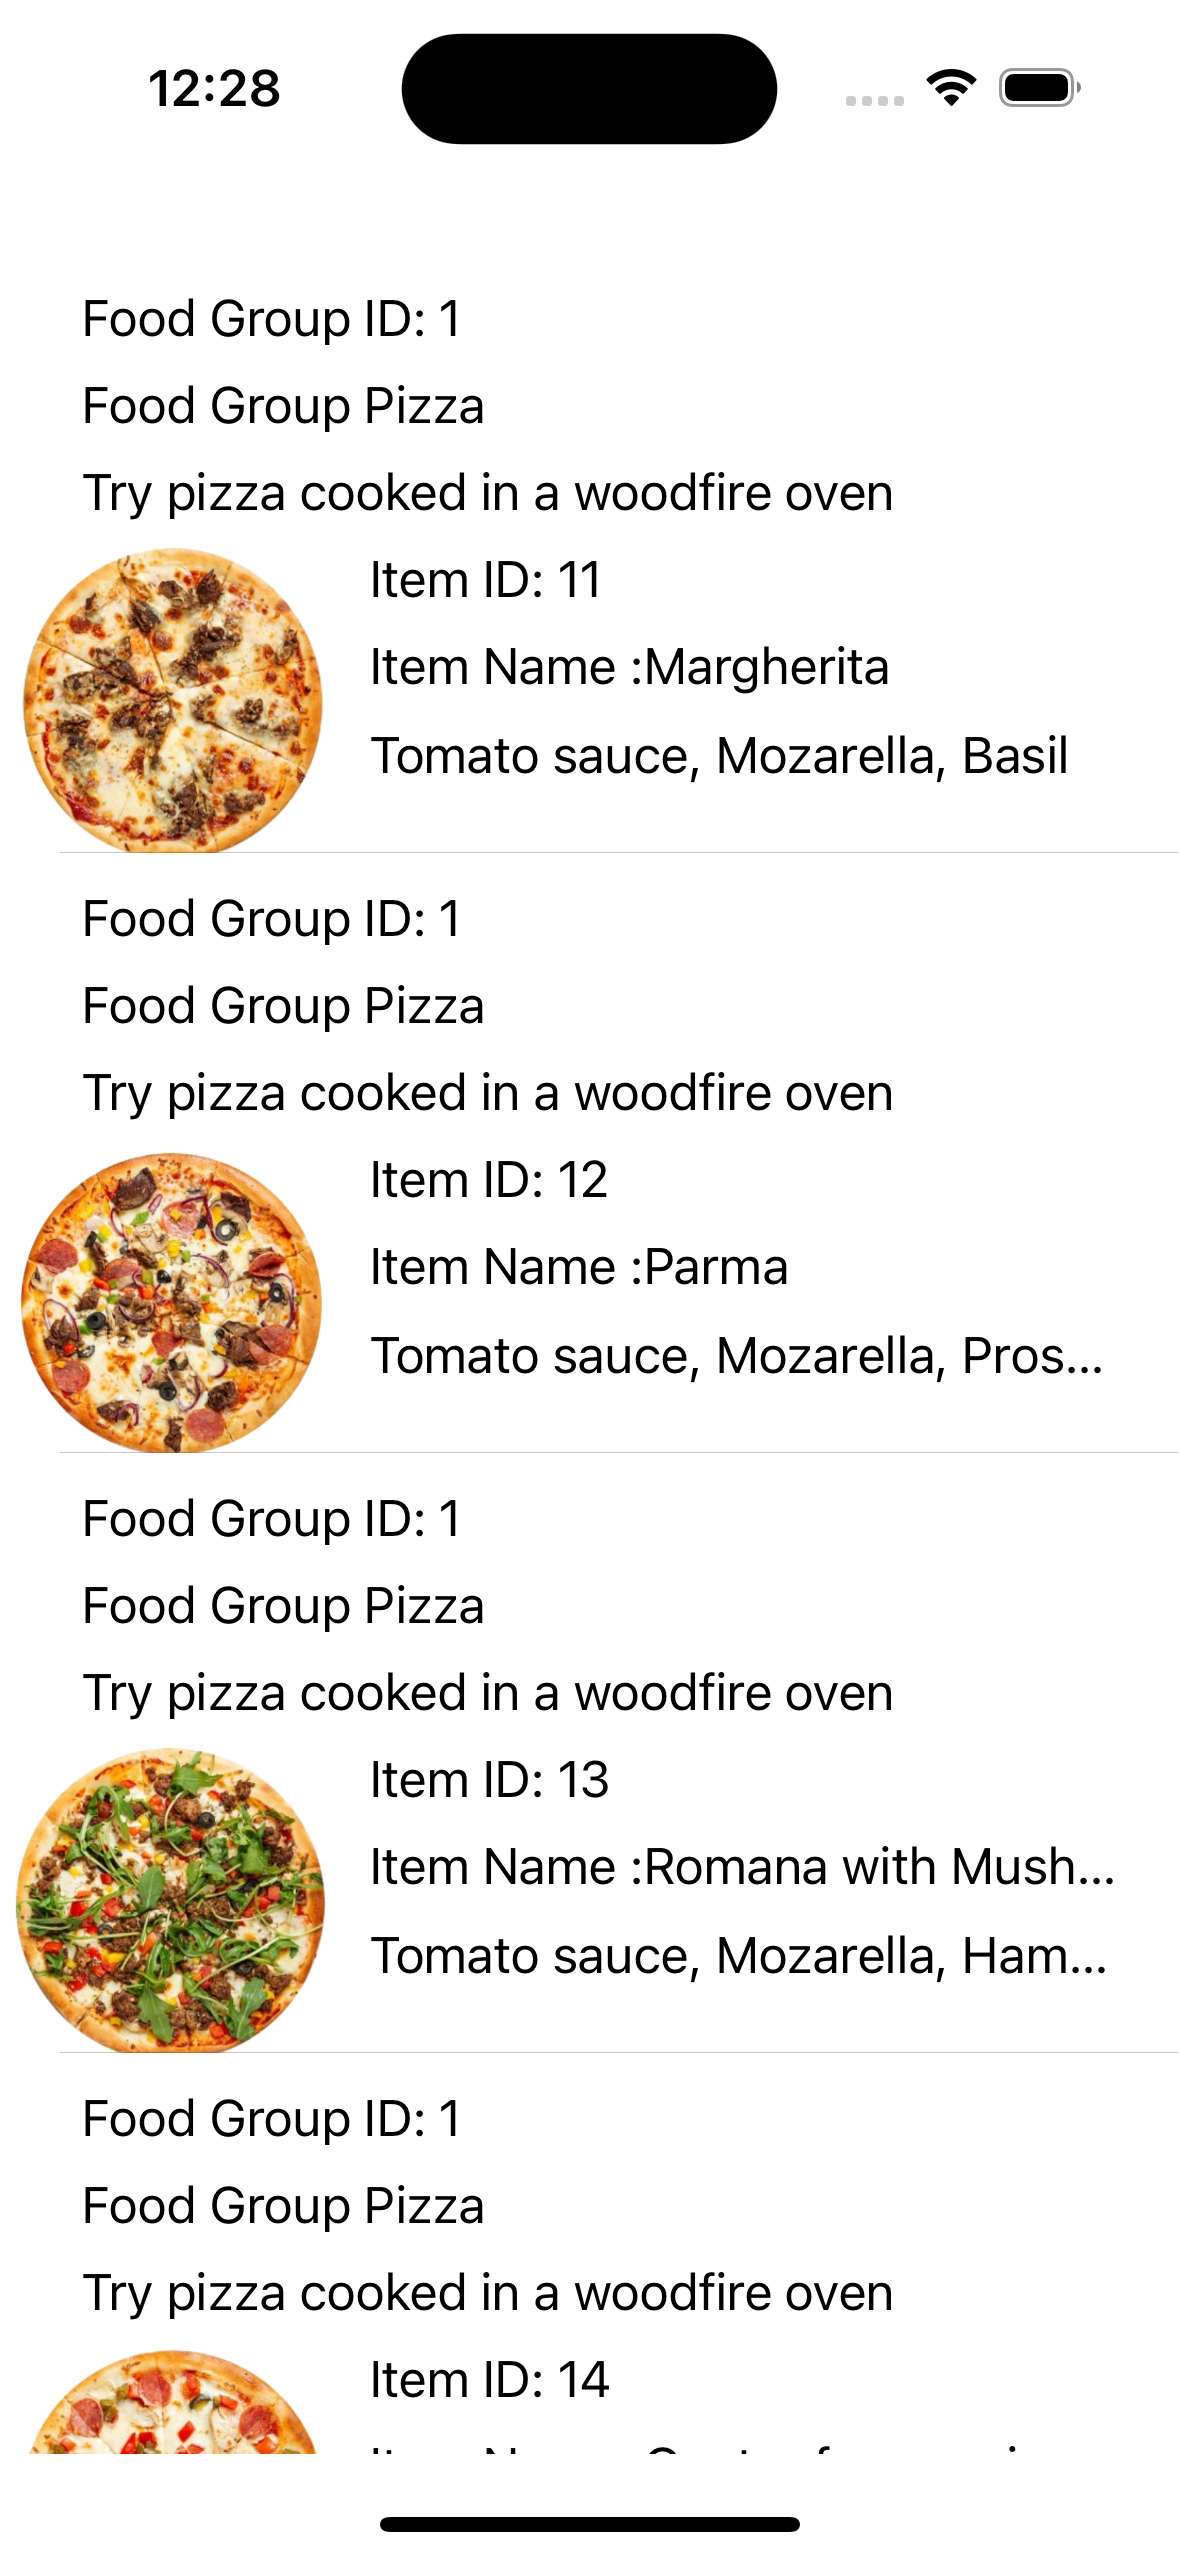 12:28
Food Group ID: 1
Food Group Pizza
Try pizza cooked in a woodfire oven
Item ID: 11
Item Name :Margherita
Tomato sauce, Mozarella, Basil
Food Group ID: 1
Food Group Pizza
Try pizza cooked in a woodfire oven
Item ID: 12
Item Name :Parma
Tomato sauce, Mozarella, Pros...
Food Group ID: 1
Food Group Pizza
Try pizza cooked in a woodfire oven
Item ID: 13
Item Name :Romana with Mush...
Tomato sauce, Mozarella, Ham...
Food Group ID: 1
Food Group Pizza
Try pizza cooked in a woodfire oven
Item ID: 14